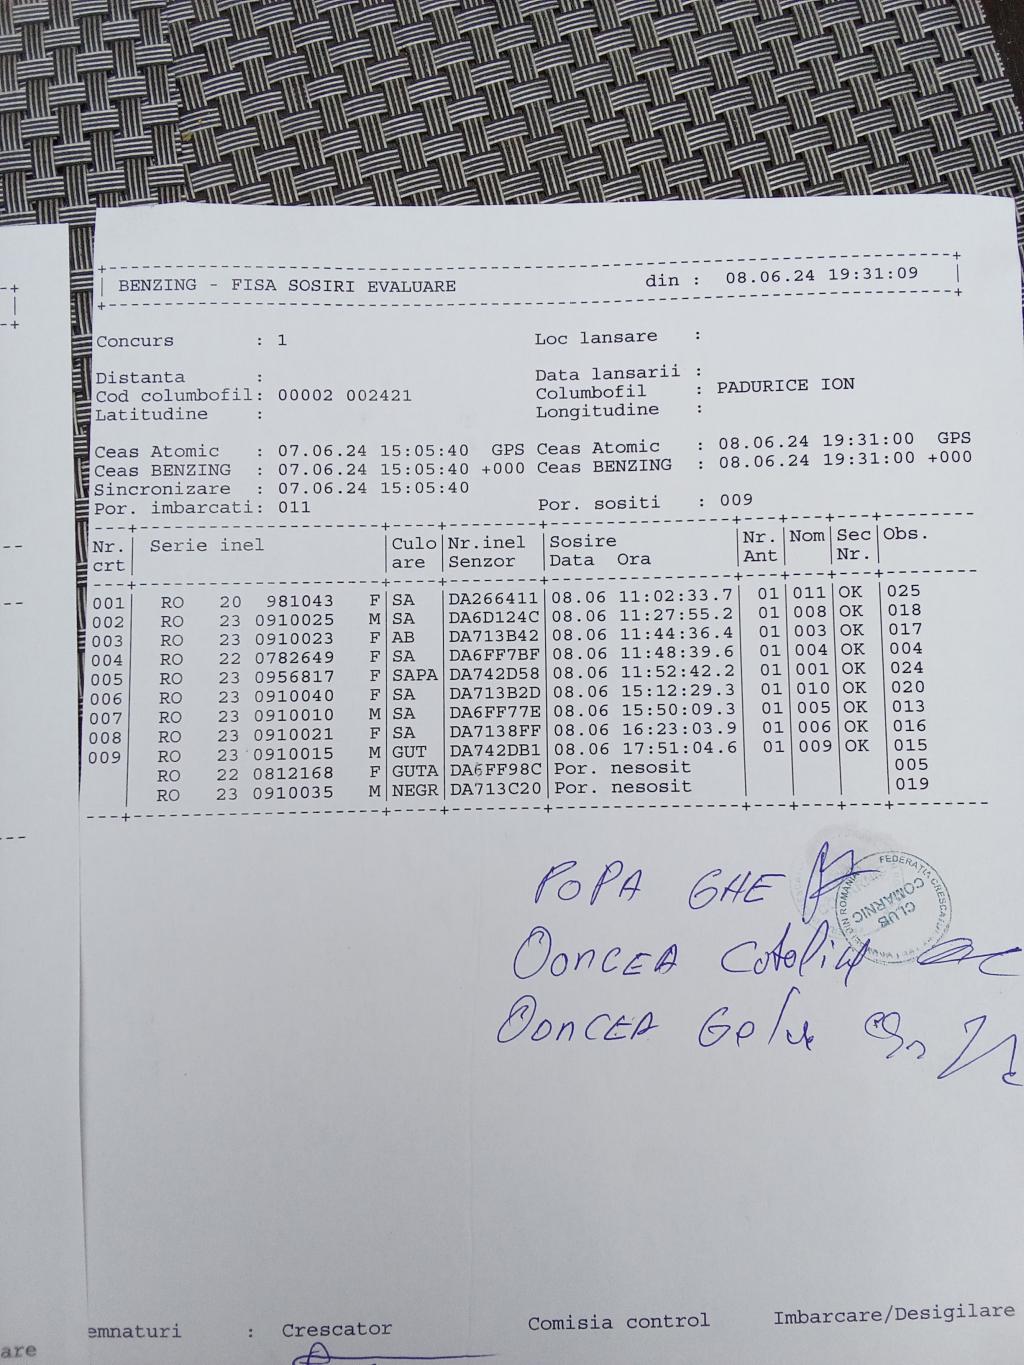 BENZING - FISA SOSIRI EVALUARE din : 08.06.24 19:31:09
Concurs : 1 Loc lansare :
Distanta : Data lansarii :
Cod columbofil: 00002 002421 Columbofil : PADURICE ION
Latitudine : Longitudine :
Ceas Atomic : 07.06.24 15:05:40 GPS Ceas Atomic : 08.06.24 19:31:00 GPS
Ceas BENZING : 07.06.24 15:05:40 +000 Ceas BENZING : 08.06.24 19:31:00 +000
Sincronizare : 07.06.24 15:05:40
Por. imbarcati: 011 Por. sositi : 009
Nr. Serie inel Culo Nr.inel Sosire Nr. Nom Sec Obs.
crt are Senzor Data Ora Ant Nr.
001 RO 20 981043 F SA DA266411 08.06 11:02:33.7 01 011 OK 025
002 RO 23 0910025 M SA DA6D124C 08.06 11:27:55.2 01 008 OK 018
003 RO 23 0910023 F AB DA713B42 08.06 11:44:36.4 01 003 OK 017
004 RO 22 0782649 F SA DA6FF7BF 08.06 11:48:39.6 01 004 OK 004
005 RO 23 0956817 F SAPA DA742D58 08.06 11:52:42.2 01 001 OK 024
006 RO 23 0910040 F SA DA713B2D 08.06 15:12:29.3 01 010 OK 020
007 RO 23 0910010 M SA DA6FF77E 08.06 15:50:09.3 01 005 OK 013
008 RO 23 0910021 F SA DA7138FF 08.06 16:23:03.9 01 006 OK 016
009 RO 23 0910015 M GUT DA742DB1 08.06 17:51:04.6 01 009 OK 015
RO 22 0812168 F GUTA DA6FF98C Por. nesosit 005
RO 23 0910035 M NEGR DA713C20 Por. nesosit 019
POPA GHE
FEDERAȚIA CRESCA DIN ROMANIA
CLUB
COMARNIC
OONCEA Catalin
OONCEA Gelu
emnaturi : Crescator Comisia control Imbarcare/Desigilare
are